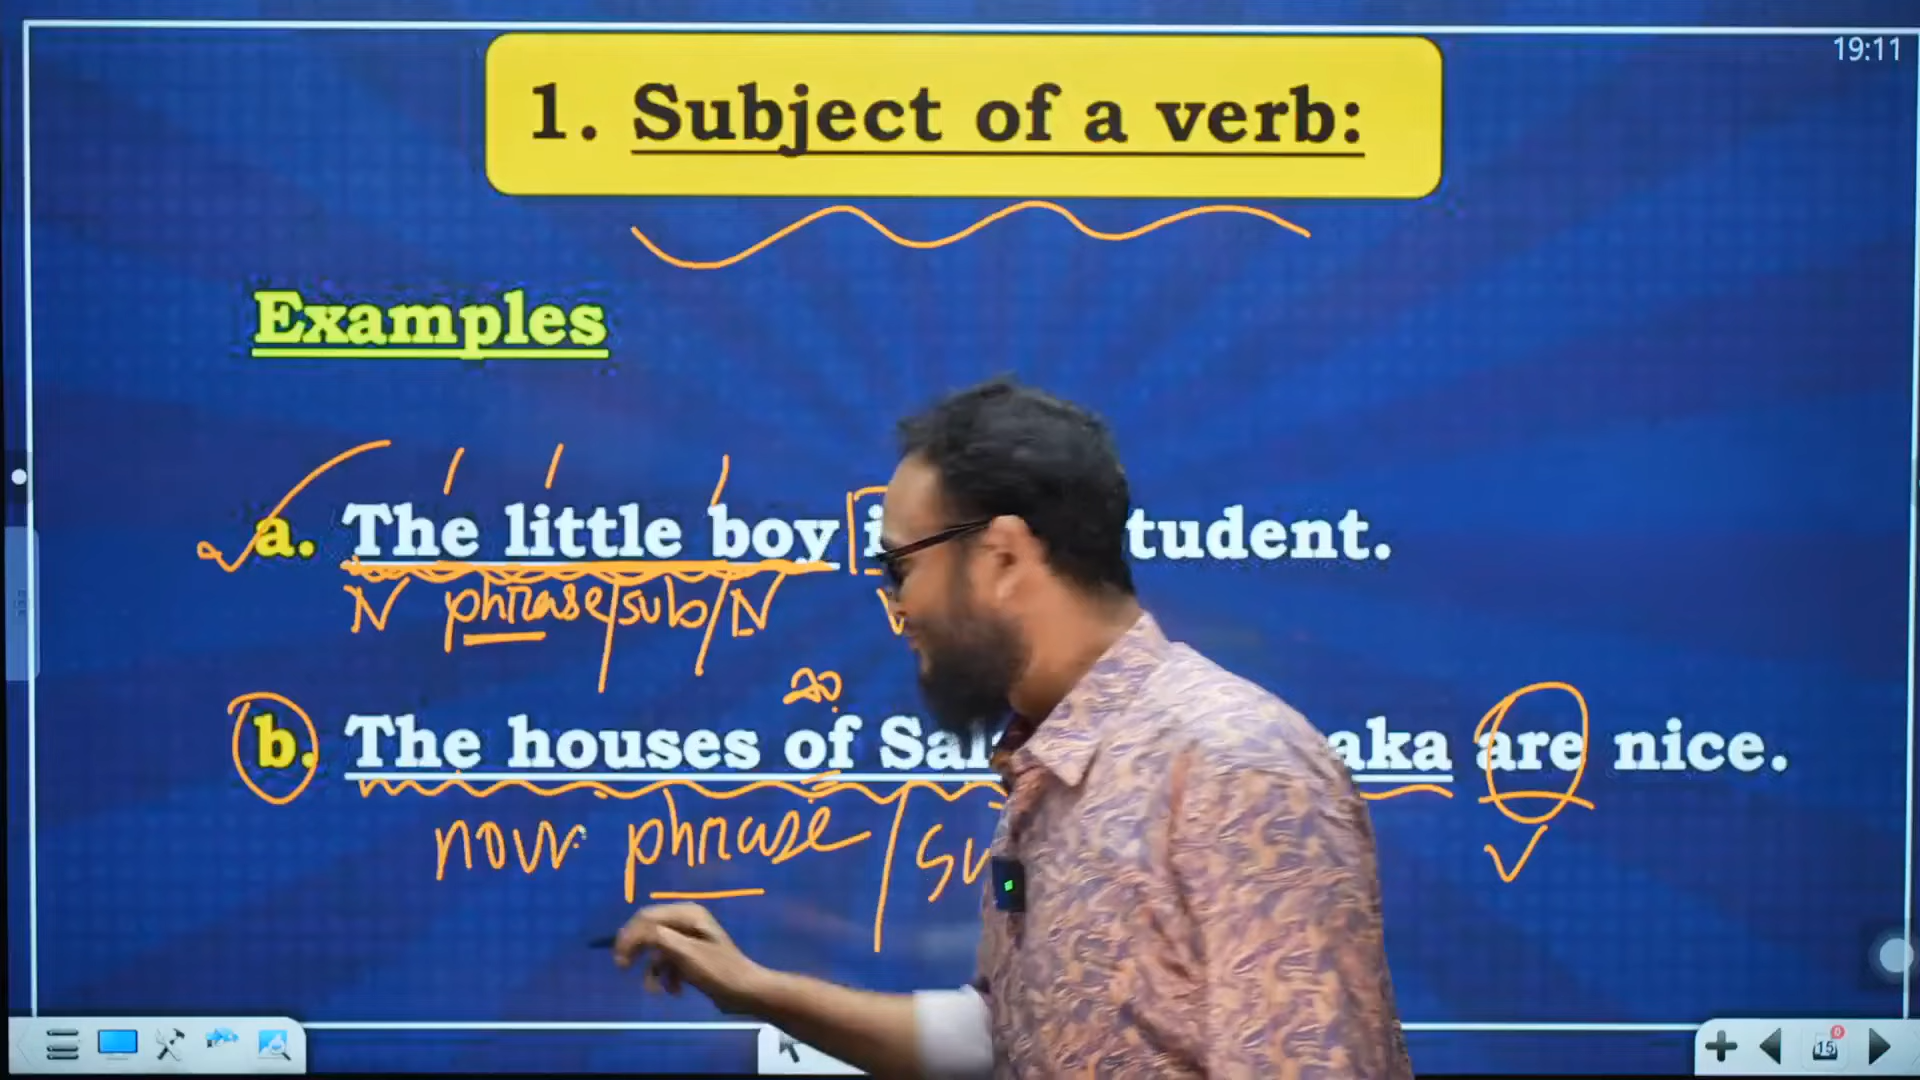 19:11
1. Subject of a verb:
Examples
a. The little boy i tudent.
N phrase/sub/N
b. The houses of Sal aka are nice.
noun phrase/su
15